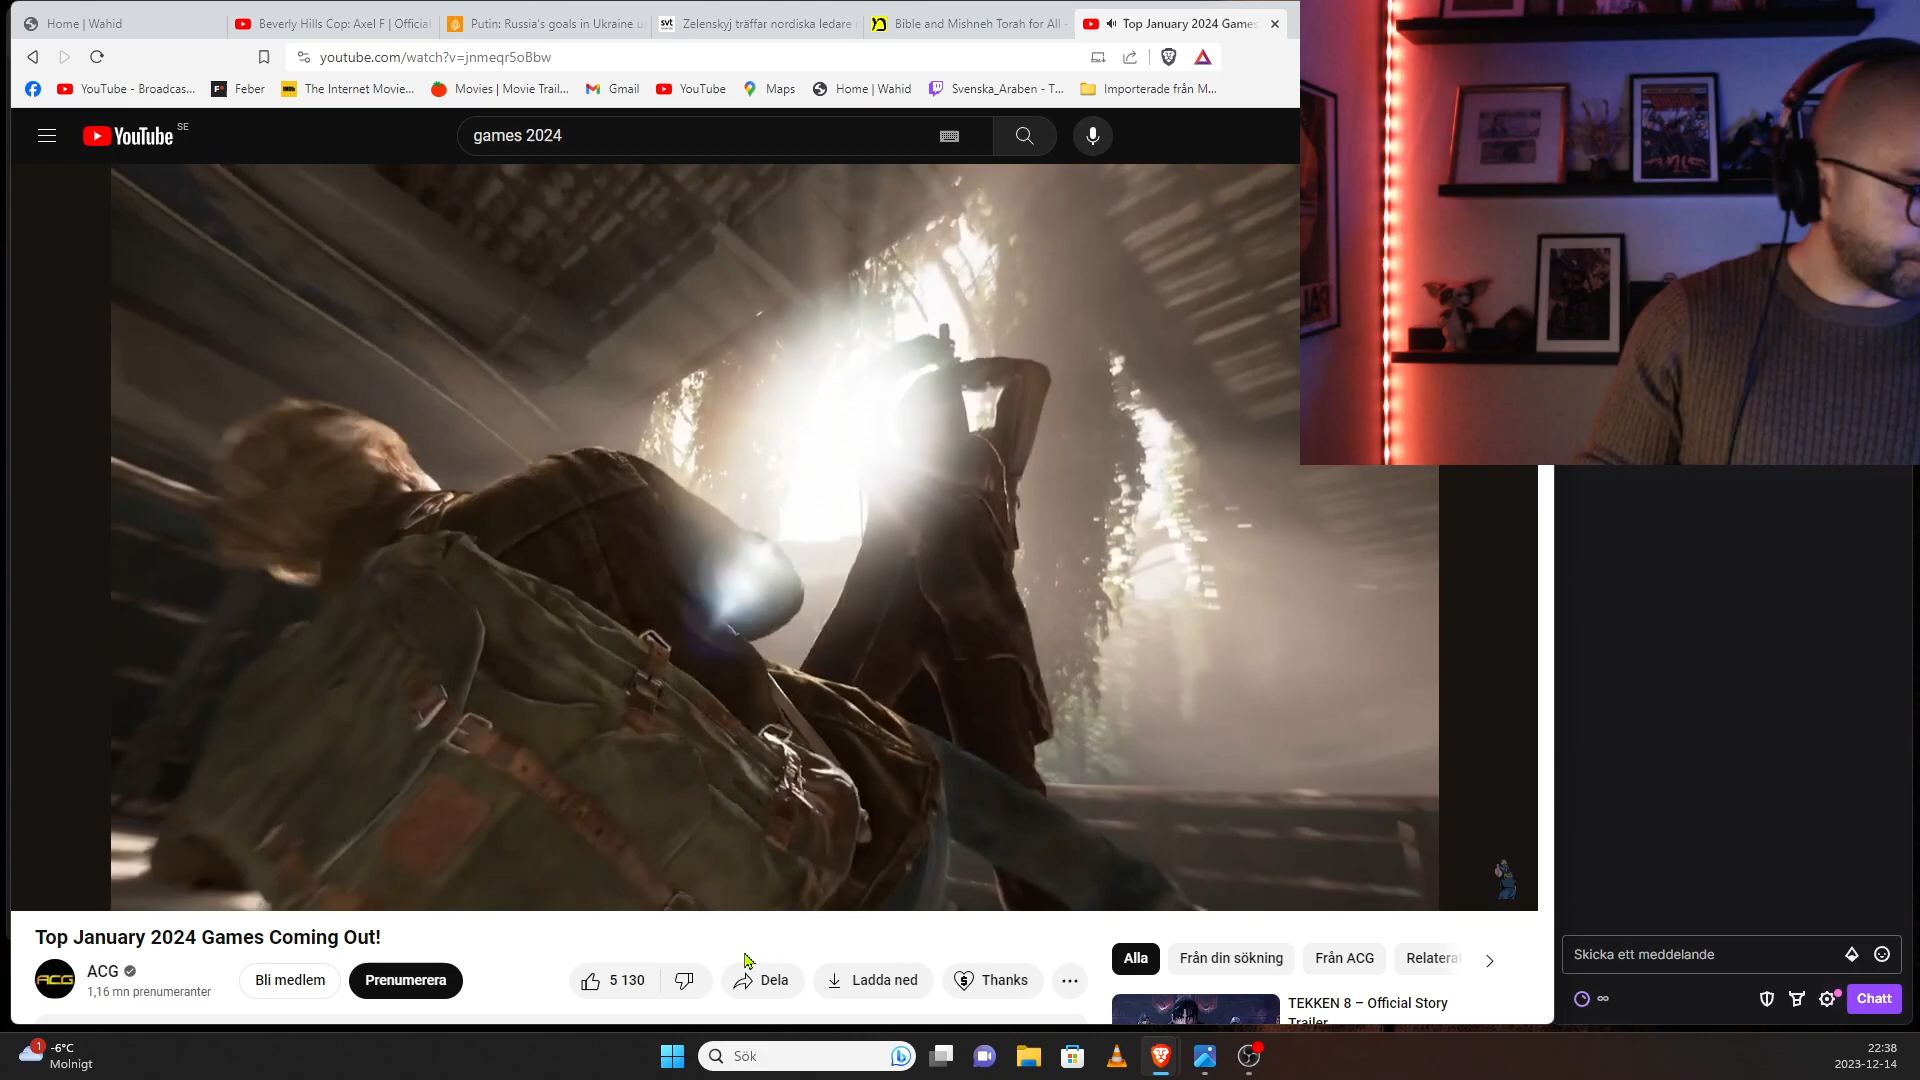 Home | Wahid
Beverly Hills Cop: Axel F | Official
Putin: Russia's goals in Ukraine u
svt Zelenskyj träffar nordiska ledare i
Bible and Mishneh Torah for All -
Top January 2024 Games
youtube.com/watch?v=jnmeqr5oBbw
YouTube - Broadcas...
Feber
The Internet Movie...
Movies | Movie Trail...
Gmail
YouTube
Maps
Home | Wahid
Svenska_Araben - T...
Importerade från M...
YouTube SE
games 2024
Top January 2024 Games Coming Out!
ACG
ACG
1,16 mn prenumeranter
Bli medlem
Prenumerera
5 130
Dela
Ladda ned
Thanks
Alla
Från din sökning
Från ACG
Relatera
TEKKEN 8 – Official Story
Trailer
Skicka ett meddelande
Chatt
1
-6°C
Molnigt
Sök
22:38
2023-12-14